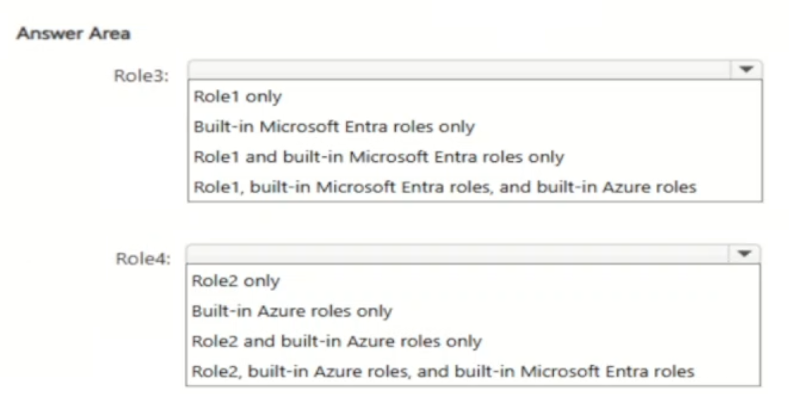 Answer Area
Role3:
Role1 only
Built-in Microsoft Entra roles only
Role1 and built-in Microsoft Entra roles only
Role1, built-in Microsoft Entra roles, and built-in Azure roles
Role4:
Role2 only
Built-in Azure roles only
Role2 and built-in Azure roles only
Role2, built-in Azure roles, and built-in Microsoft Entra roles